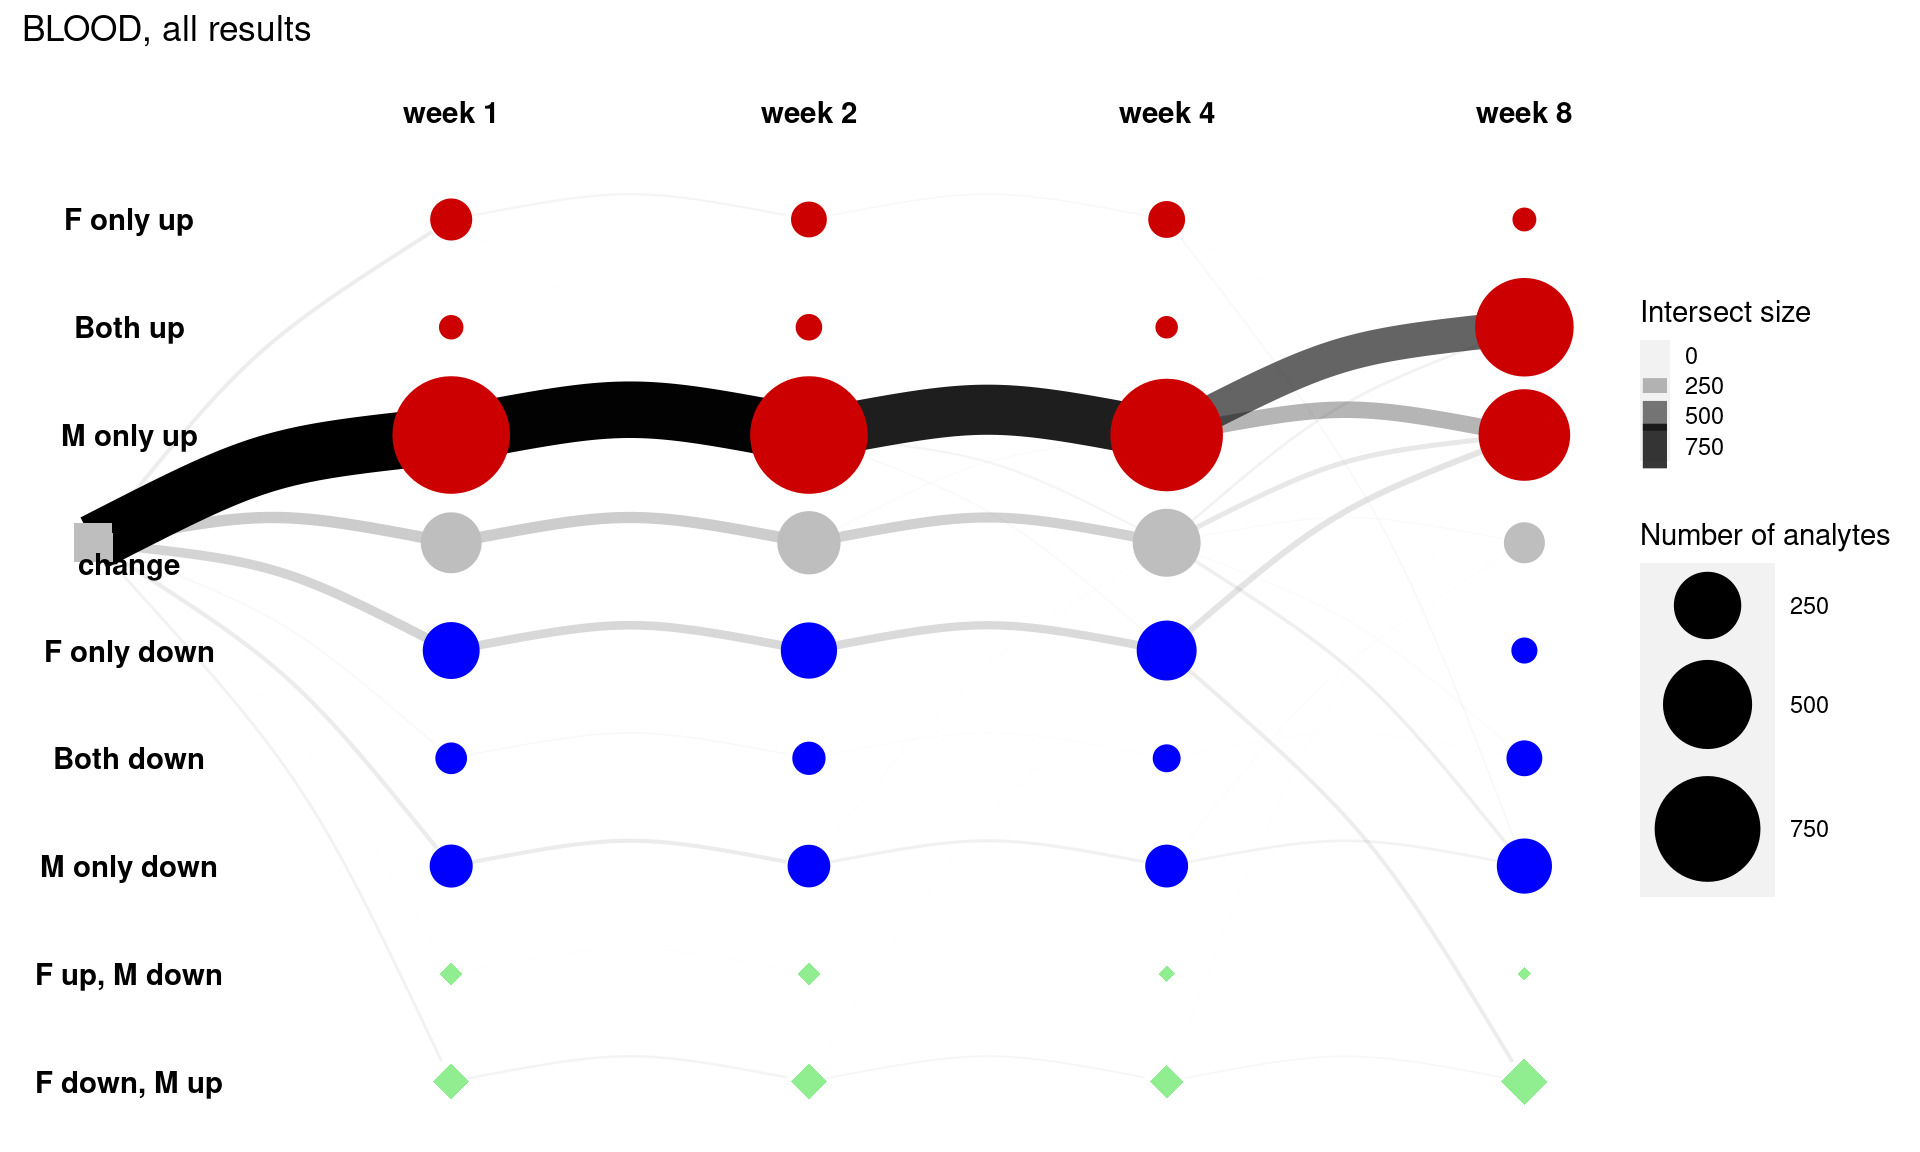 BLOOD, all results
week 1 week 2 week 4 week 8
F only up
Both up
M only up
change
F only down
Both down
M only down
F up, M down
F down, M up
Intersect size
0
250
500
750
Number of analytes
250
500
750